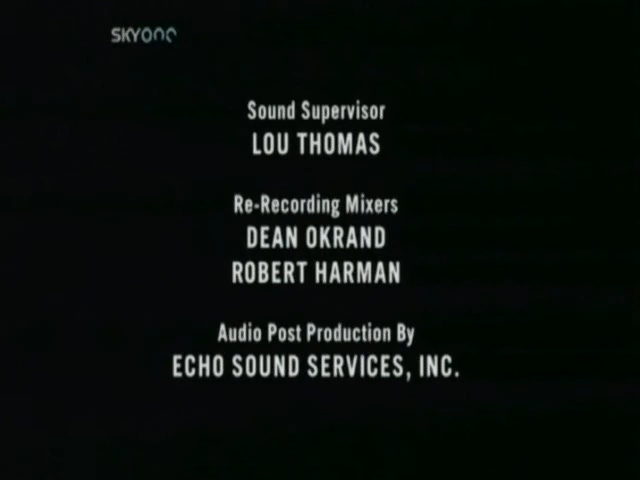 SKY one
Sound Supervisor
LOU THOMAS
Re-Recording Mixers
DEAN OKRAND
ROBERT HARMAN
Audio Post Production By
ECHO SOUND SERVICES, INC.